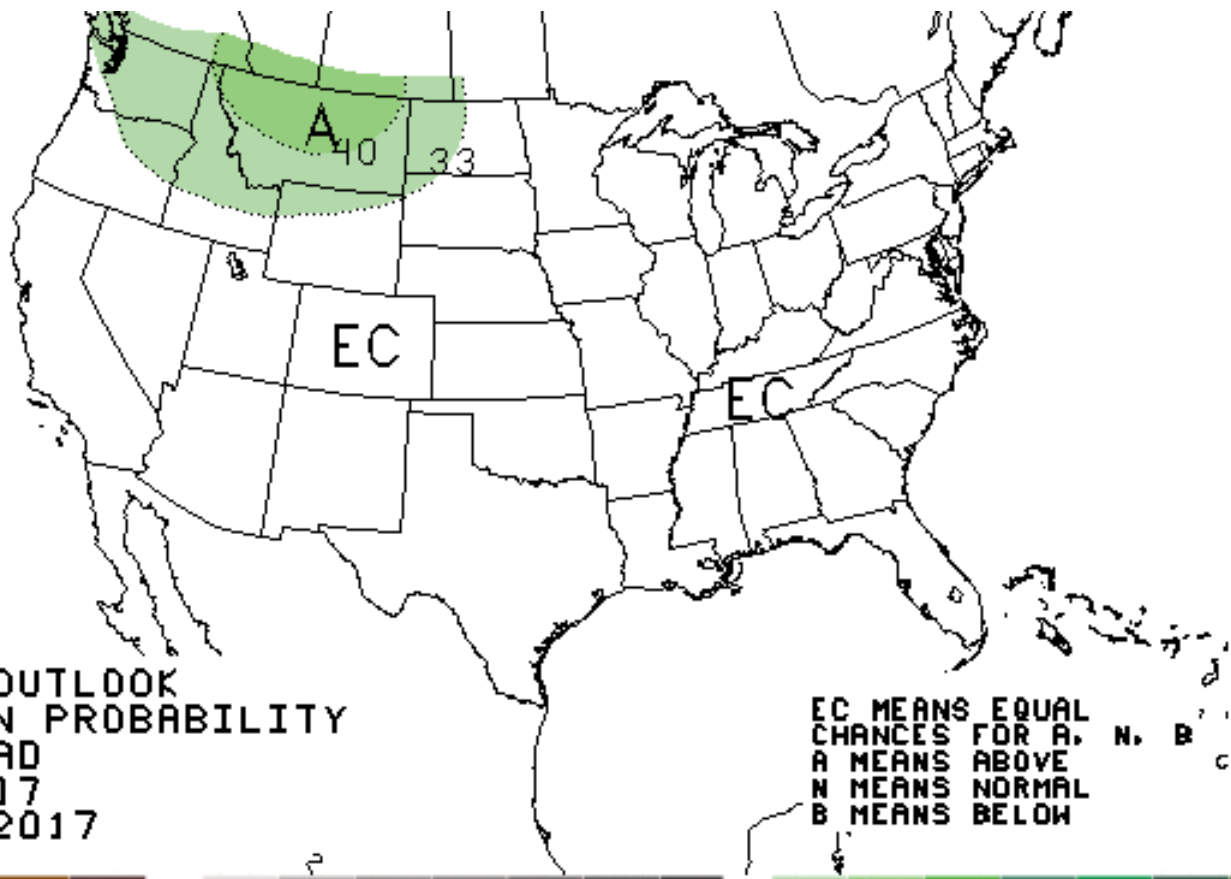 A
40
33
EC
EC
OUTLOOK
N PROBABILITY
AD
17
2017
EC MEANS EQUAL
CHANCES FOR A, N, B
A MEANS ABOVE
N MEANS NORMAL
B MEANS BELOW